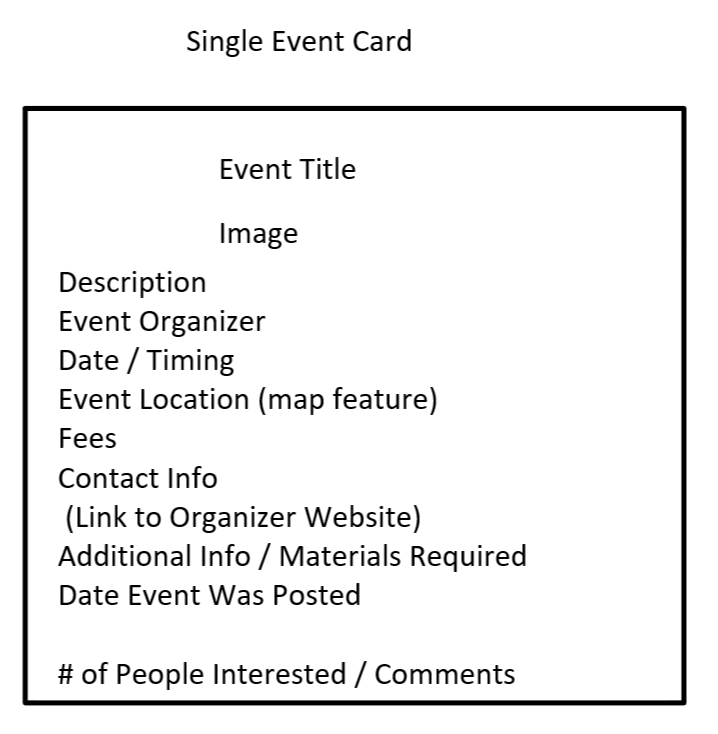 Single Event Card
Event Title
Image
Description
Event Organizer
Date / Timing
Event Location (map feature)
Fees
Contact Info
(Link to Organizer Website)
Additional Info / Materials Required
Date Event Was Posted
# of People Interested / Comments